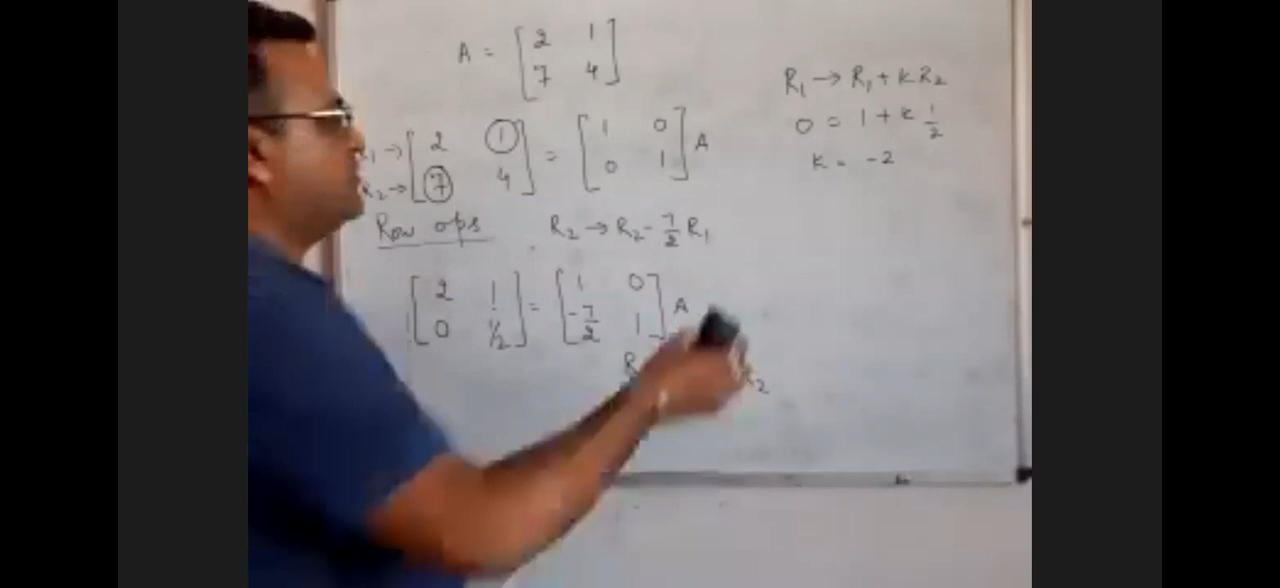 A = [2 1
7 4]
R₁ → R₁ + K R₂
0 = 1 + K 1/2
K = -2
R₁ → [2 1 = [1 0 A
R₂ → 7 4] 0 1]
Row ops R₂ → R₂ - 7/2 R₁
[2 1 = [1 0 A
0 1/2] -7/2 1]
R R₂